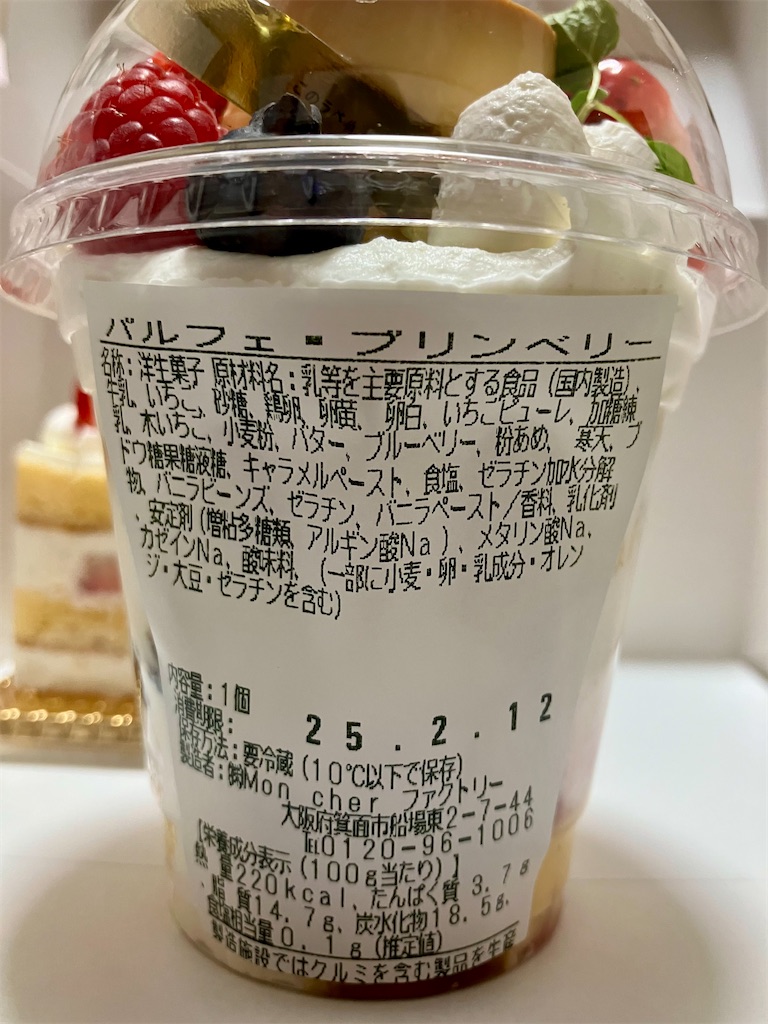 パルフェ・プリンベリー
名称：洋生菓子 原材料名：乳等を主要原料とする食品（国内製造）、
牛乳、いちご、砂糖、鶏卵、卵黄、卵白、いちごピューレ、加糖練
乳、木いちご、小麦粉、バター、ブルーベリー、粉あめ、寒天、ブ
ドウ糖果糖液糖、キャラメルペースト、食塩、ゼラチン加水分解
物、バニラビーンズ、ゼラチン、バニラペースト／香料、乳化剤
、安定剤（増粘多糖類、アルギン酸Na）、メタリン酸Na、
カゼインNa、酸味料、（一部に小麦・卵・乳成分・オレン
ジ・大豆・ゼラチンを含む）
内容量：1個
消費期限：25.2.12
保存方法：要冷蔵（10℃以下で保存）
製造者：㈱Mon cher ファクトリー
大阪府箕面市船場東2-7-44
℡0120-96-1006
【栄養成分表示（100g当たり）】
熱量220kcal、たんぱく質3.7g
、脂質14.7g、炭水化物18.5g、
食塩相当量0.1g（推定値）
製造施設ではクルミを含む製品を生産